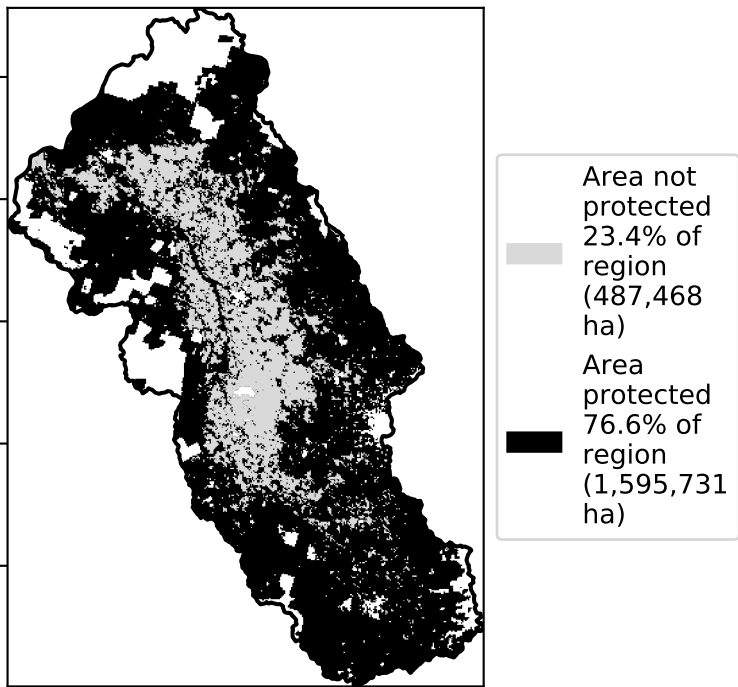 Area not
protected
23.4% of
region
(487,468
ha)
Area
protected
76.6% of
region
(1,595,731
ha)